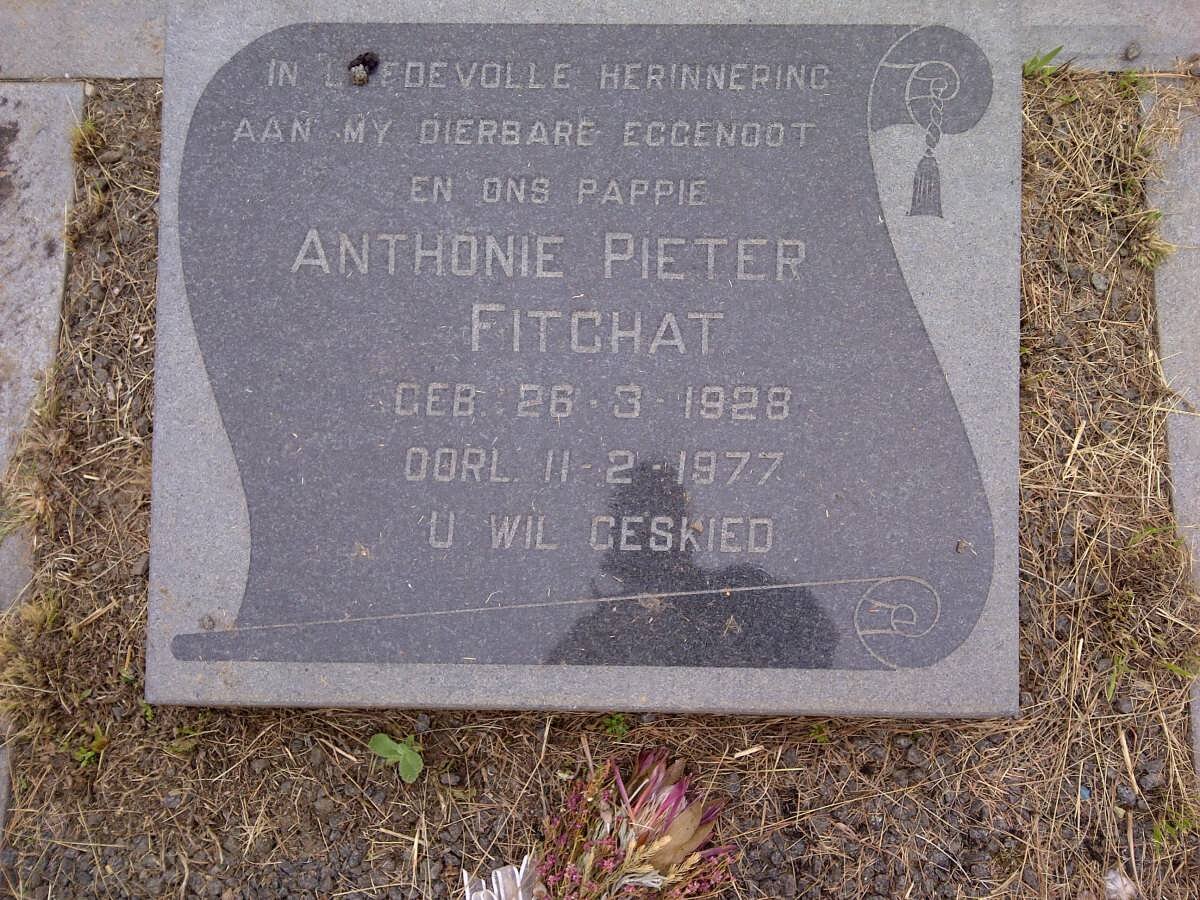 IN LIEFDEVOLLE HERINNERING
AAN MY DIERBARE EGGENOOT
EN ONS PAPPIE
ANTHONIE PIETER
FITCHAT
GEB. 26-3-1928
OORL. 11-2-1977
U WIL GESKIED